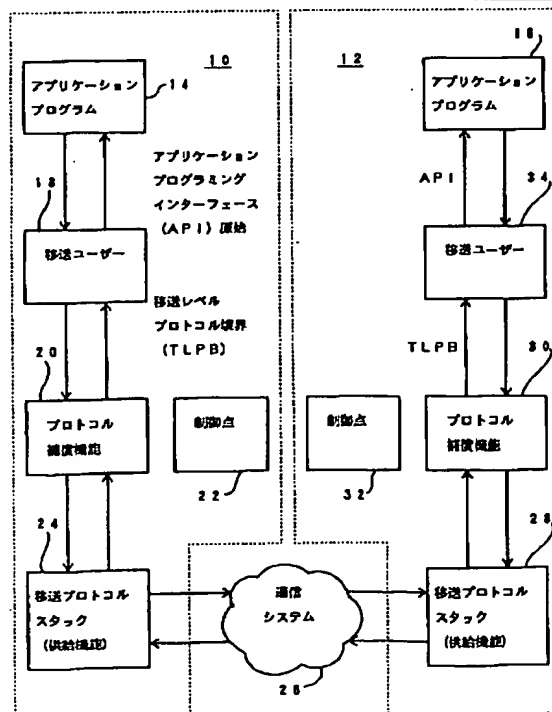 10
アプリケーション
プログラム
14
アプリケーション
プログラミング
インターフェース
(API)原始
18
移送ユーザー
移送レベル
プロトコル境界
(TLPB)
20
プロトコル
補償機能
制御点
22
24
移送プロトコル
スタック
(供給機能)
通信
システム
26
12
16
アプリケーション
プログラム
API
34
移送ユーザー
TLPB
30
プロトコル
補償機能
制御点
32
28
移送プロトコル
スタック
(供給機能)